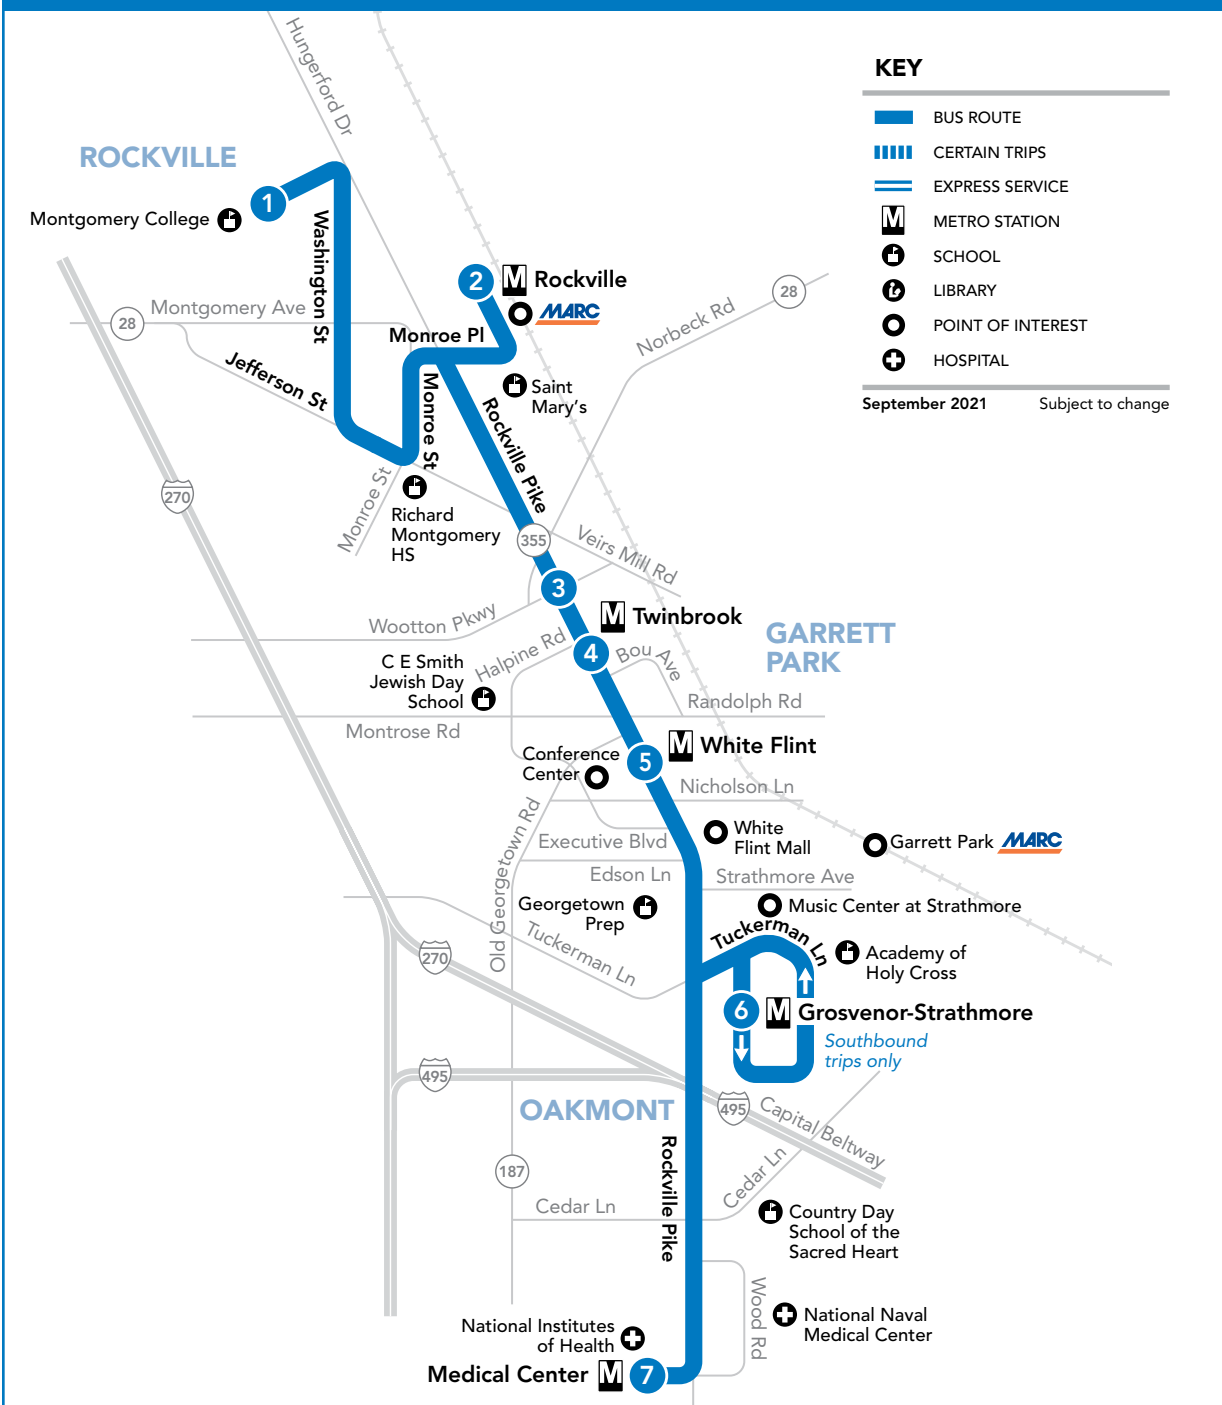 KEY
BUS ROUTE
CERTAIN TRIPS
EXPRESS SERVICE
M
METRO STATION
SCHOOL
LIBRARY
POINT OF INTEREST
HOSPITAL
September 2021
Subject to change
Hungerford Dr
ROCKVILLE
1
Montgomery College
Washington St
2
M
Rockville
MARC
28
Montgomery Ave
28
Norbeck Rd
Monroe Pl
Jefferson St
Monroe St
Saint
Mary's
Rockville Pike
270
Monroe St
Richard
Montgomery
HS
355
Veirs Mill Rd
3
Wootton Pkwy
M
Twinbrook
GARRETT
PARK
Halpine Rd
4
Bou Ave
C E Smith
Jewish Day
School
Randolph Rd
Montrose Rd
M
White Flint
Conference
Center
5
Nicholson Ln
Old Georgetown Rd
Executive Blvd
White
Flint Mall
Garrett Park
MARC
Edson Ln
Strathmore Ave
Georgetown
Prep
Music Center at Strathmore
Tuckerman Ln
Tuckerman Ln
Academy of
Holy Cross
270
6
M
Grosvenor-Strathmore
Southbound
trips only
495
OAKMONT
495
Capital Beltway
Rockville Pike
187
Cedar Ln
Cedar Ln
Country Day
School of the
Sacred Heart
Wood Rd
National Naval
Medical Center
National Institutes
of Health
Medical Center
M
7